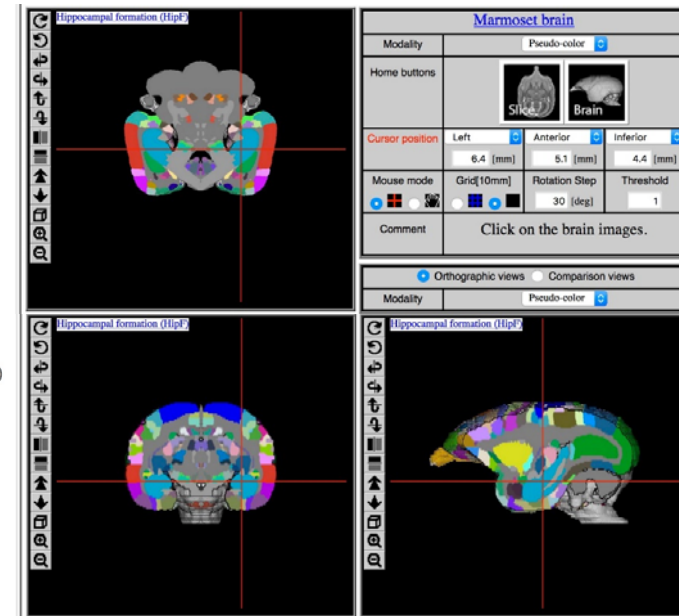 Hippocampal formation (HipF)
Marmoset brain
Modality Pseudo-color
Home buttons
Slice Brain
Cursor position Left Anterior Inferior
6.4 [mm] 5.1 [mm] 4.4 [mm]
Mouse mode Grid[10mm] Rotation Step Threshold
30 [deg] 1
Comment Click on the brain images.
Orthographic views Comparison views
Modality Pseudo-color
Hippocampal formation (HipF)
Hippocampal formation (HipF)